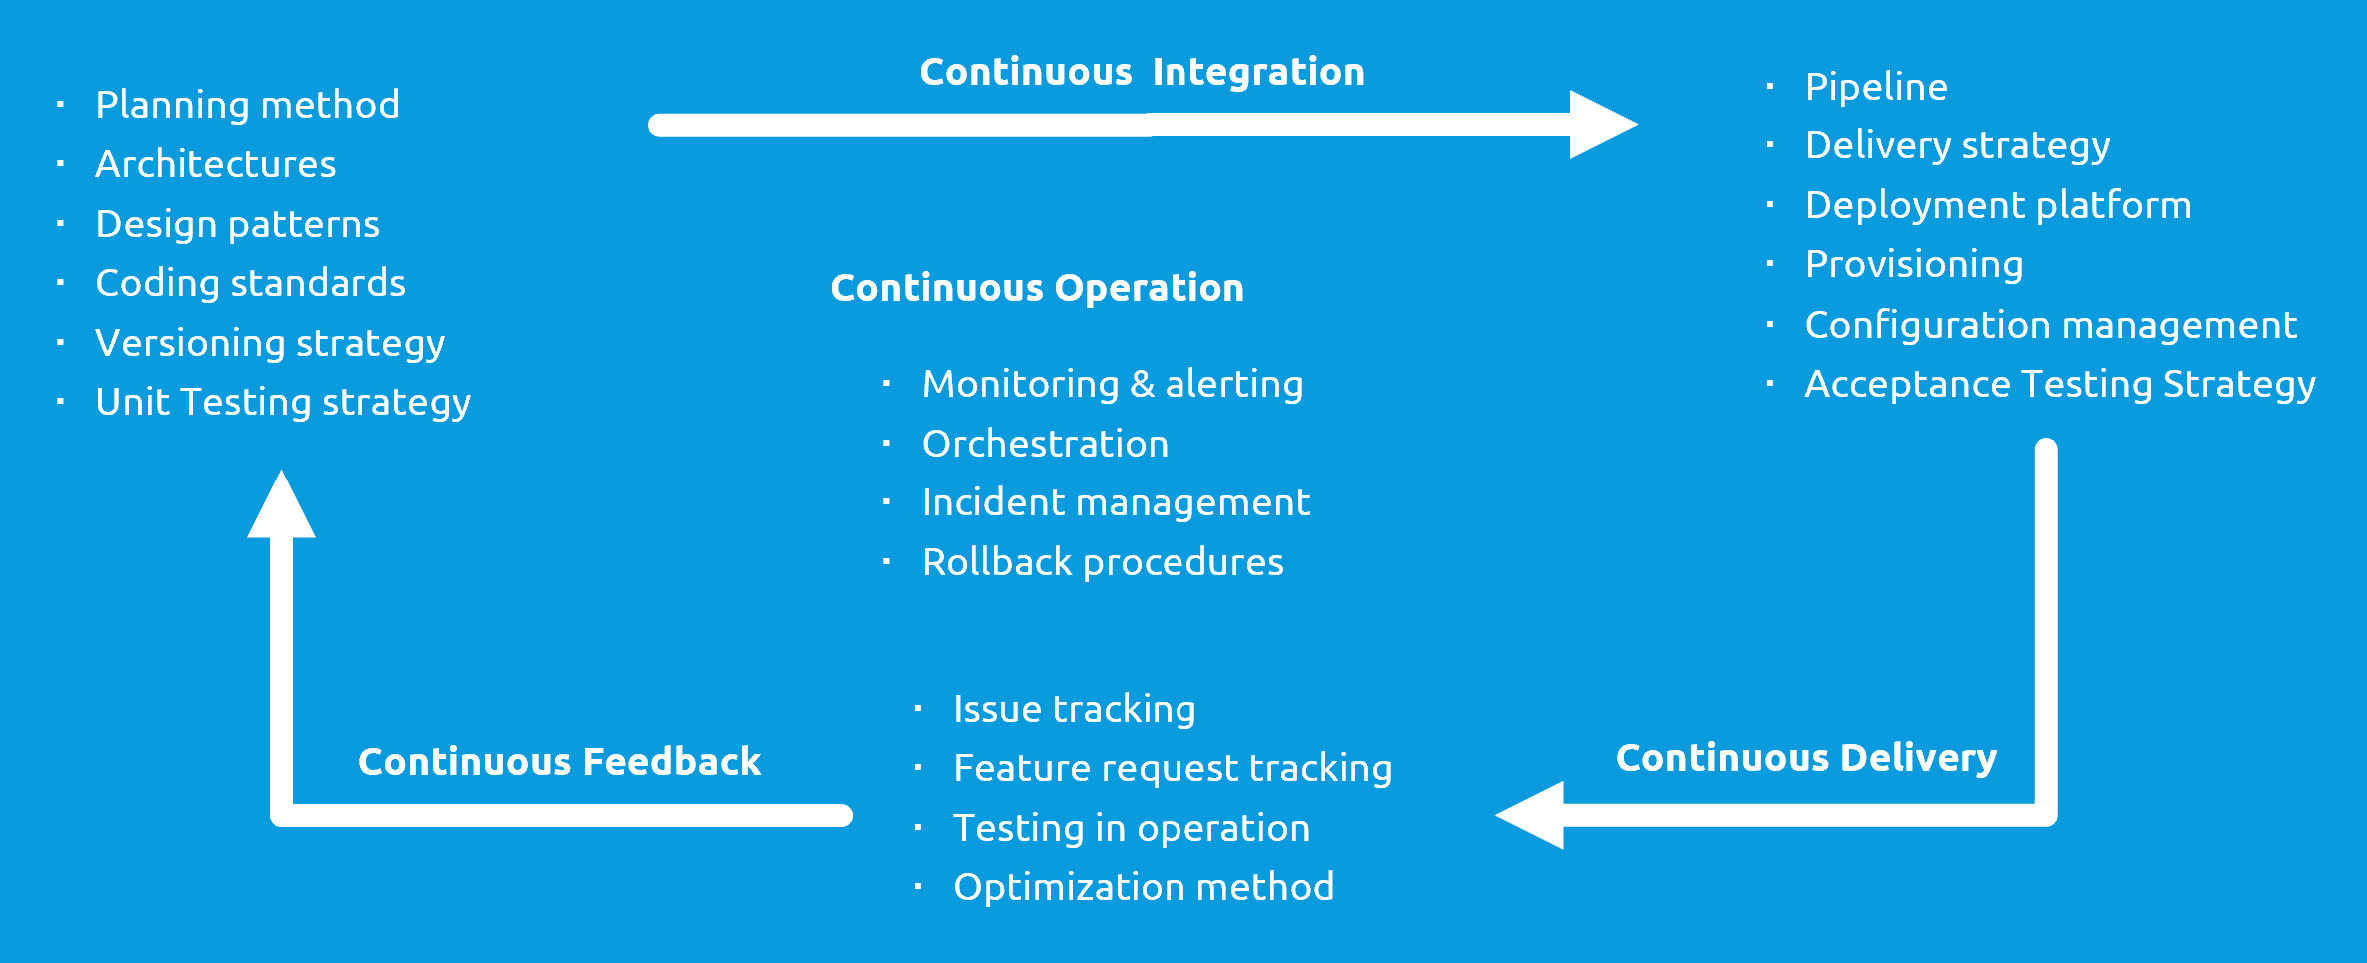 Continuous Integration
· Planning method
· Architectures
· Design patterns
· Coding standards
· Versioning strategy
· Unit Testing strategy
· Pipeline
· Delivery strategy
· Deployment platform
· Provisioning
· Configuration management
· Acceptance Testing Strategy
Continuous Operation
· Monitoring & alerting
· Orchestration
· Incident management
· Rollback procedures
Continuous Delivery
· Issue tracking
· Feature request tracking
· Testing in operation
· Optimization method
Continuous Feedback